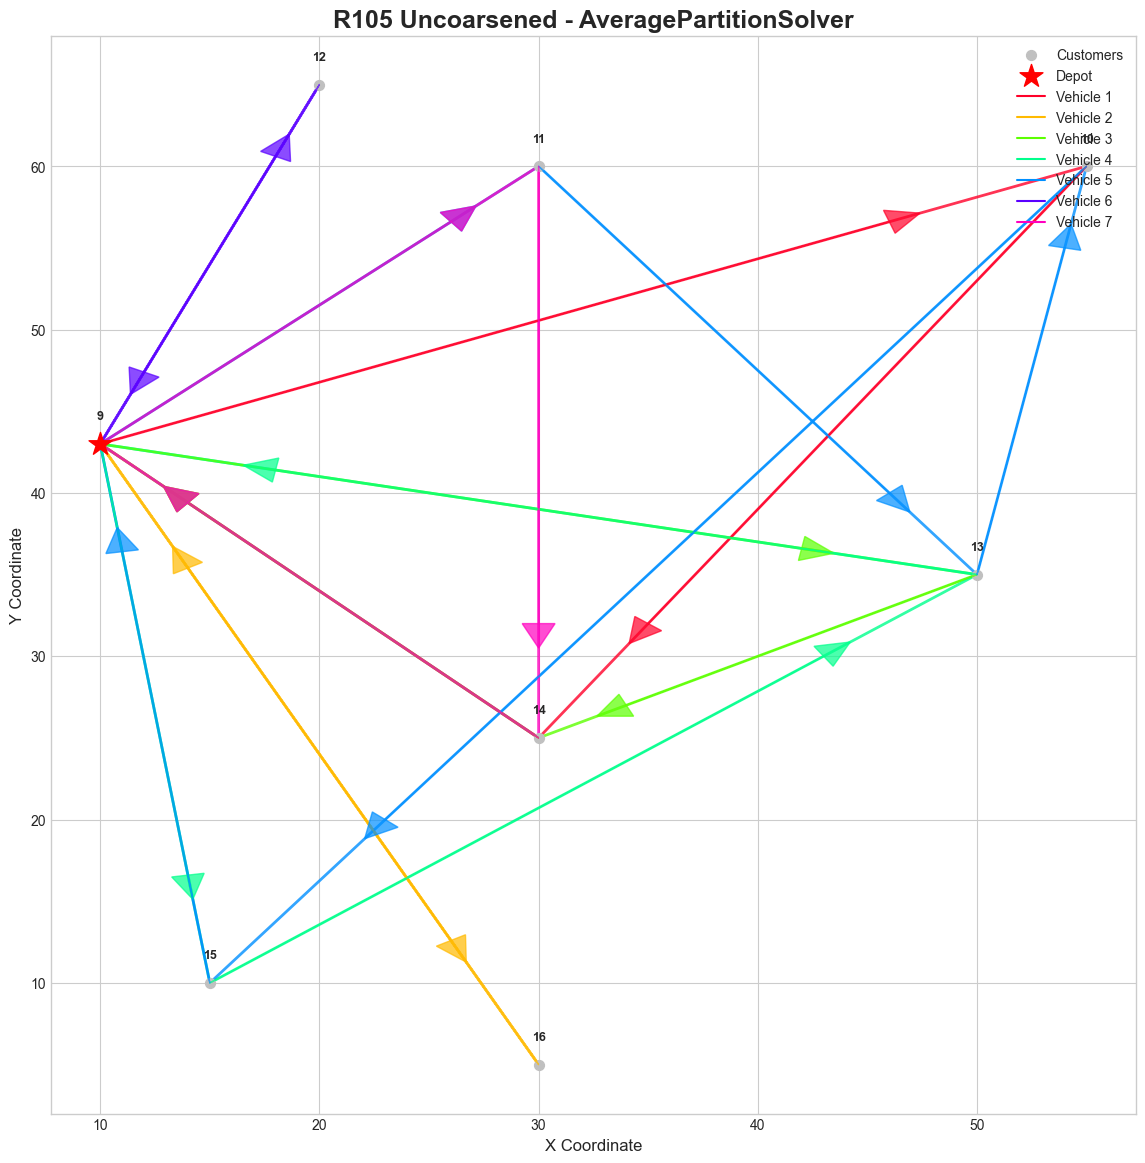 R105 Uncoarsened - AveragePartitionSolver
Customers
Depot
Vehicle 1
Vehicle 2
Vehicle 3
Vehicle 4
Vehicle 5
Vehicle 6
Vehicle 7
12
11
10
9
13
14
15
16
60
50
40
30
20
10
Y Coordinate
10
20
30
40
50
X Coordinate